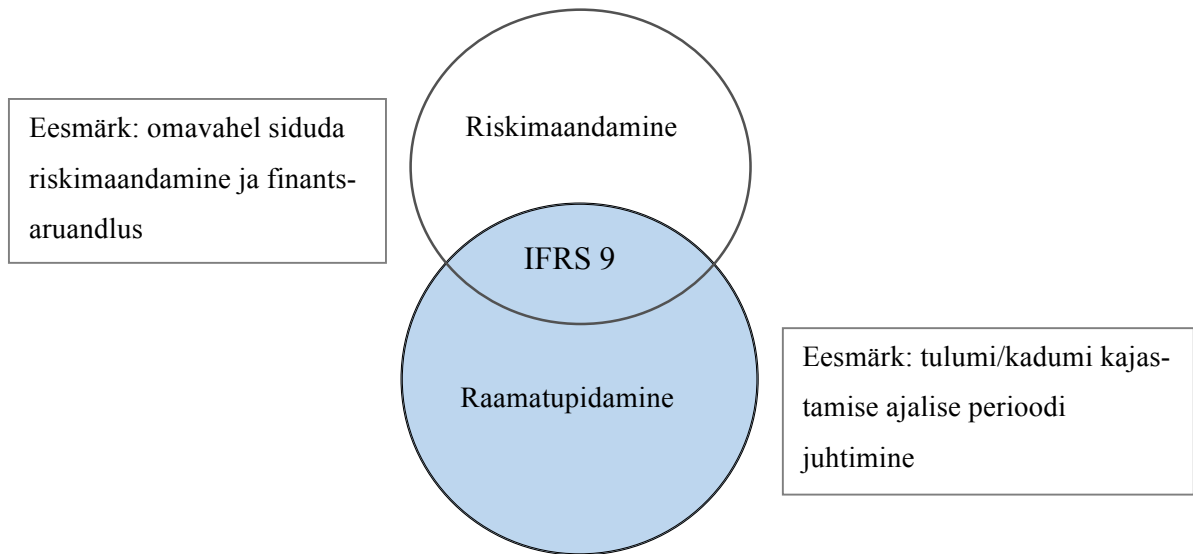 Riskimaandamine
Eesmärk: omavahel siduda
riskimaandamine ja finants-
aruandlus
IFRS 9
Raamatupidamine
Eesmärk: tulumi/kadumi kajas-
tamise ajalise perioodi
juhtimine